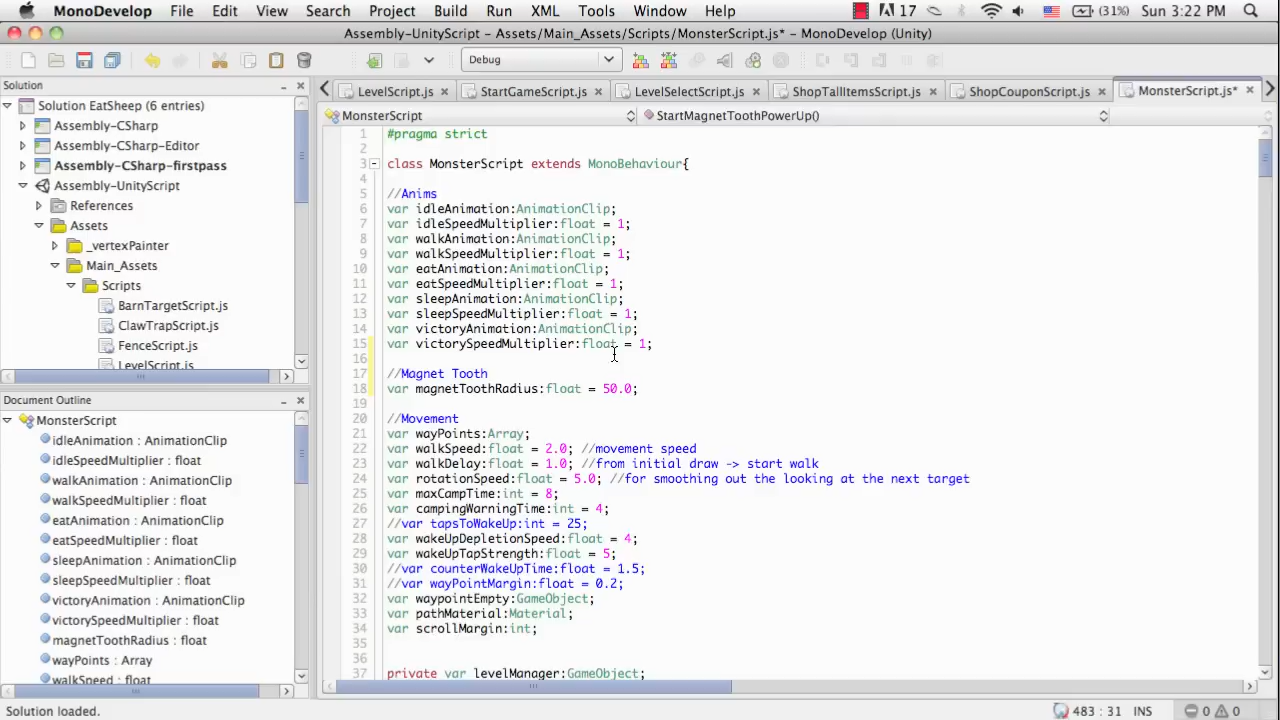 MonoDevelop File Edit View Search Project Build Run XML Tools Window Help 17 (31%) Sun 3:22 PM
Assembly-UnityScript - Assets/Main_Assets/Scripts/MonsterScript.js* - MonoDevelop (Unity)
Debug
Solution
LevelScript.js StartGameScript.js LevelSelectScript.js ShopTallItemsScript.js ShopCouponScript.js MonsterScript.js*
MonsterScript StartMagnetToothPowerUp()
Solution EatSheep (6 entries)
Assembly-CSharp
Assembly-CSharp-Editor
Assembly-CSharp-firstpass
Assembly-UnityScript
References
Assets
_vertexPainter
Main_Assets
Scripts
BarnTargetScript.js
ClawTrapScript.js
FenceScript.js
LevelScript.js
Document Outline
MonsterScript
idleAnimation : AnimationClip
idleSpeedMultiplier : float
walkAnimation : AnimationClip
walkSpeedMultiplier : float
eatAnimation : AnimationClip
eatSpeedMultiplier : float
sleepAnimation : AnimationClip
sleepSpeedMultiplier : float
victoryAnimation : AnimationClip
victorySpeedMultiplier : float
magnetToothRadius : float
wayPoints : Array
walkSpeed : float
1 #pragma strict
2
3 class MonsterScript extends MonoBehaviour{
4
5 //Anims
6 var idleAnimation:AnimationClip;
7 var idleSpeedMultiplier:float = 1;
8 var walkAnimation:AnimationClip;
9 var walkSpeedMultiplier:float = 1;
10 var eatAnimation:AnimationClip;
11 var eatSpeedMultiplier:float = 1;
12 var sleepAnimation:AnimationClip;
13 var sleepSpeedMultiplier:float = 1;
14 var victoryAnimation:AnimationClip;
15 var victorySpeedMultiplier:float = 1;
16
17 //Magnet Tooth
18 var magnetToothRadius:float = 50.0;
19
20 //Movement
21 var wayPoints:Array;
22 var walkSpeed:float = 2.0; //movement speed
23 var walkDelay:float = 1.0; //from initial draw -> start walk
24 var rotationSpeed:float = 5.0; //for smoothing out the looking at the next target
25 var maxCampTime:int = 8;
26 var campingWarningTime:int = 4;
27 //var tapsToWakeUp:int = 25;
28 var wakeUpDepletionSpeed:float = 4;
29 var wakeUpTapStrength:float = 5;
30 //var counterWakeUpTime:float = 1.5;
31 //var wayPointMargin:float = 0.2;
32 var waypointEmpty:GameObject;
33 var pathMaterial:Material;
34 var scrollMargin:int;
35
36
37 private var levelManager:GameObject;
Solution loaded. 483 : 31 INS 0 0